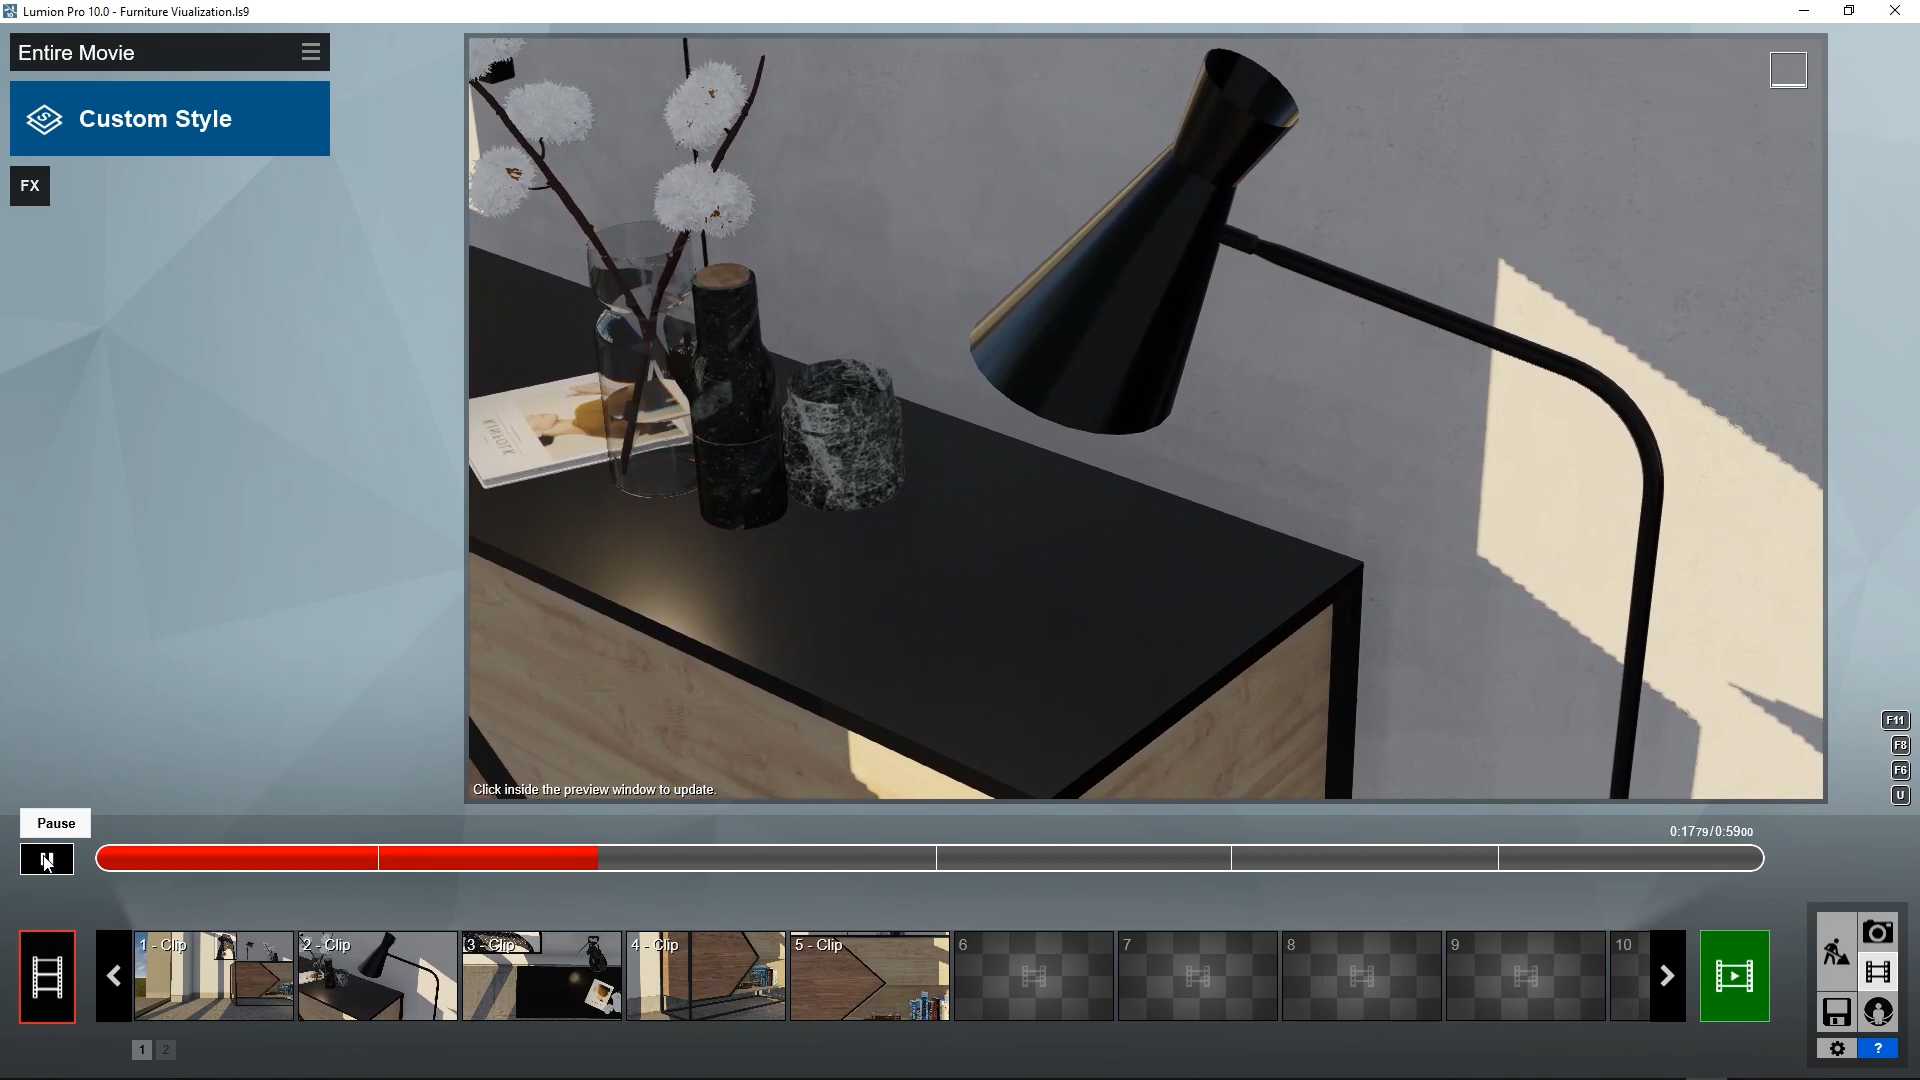 Lumion Pro 10.0 - Furniture Viualization.ls9
Entire Movie
Custom Style
FX
KINFOLK
Click inside the preview window to update.
F11
F8
F6
U
Pause
0:1779/0:5900
1 - Clip
2 - Clip
3 - Clip
4 - Clip
5 - Clip
6
7
8
9
10
1
2
?